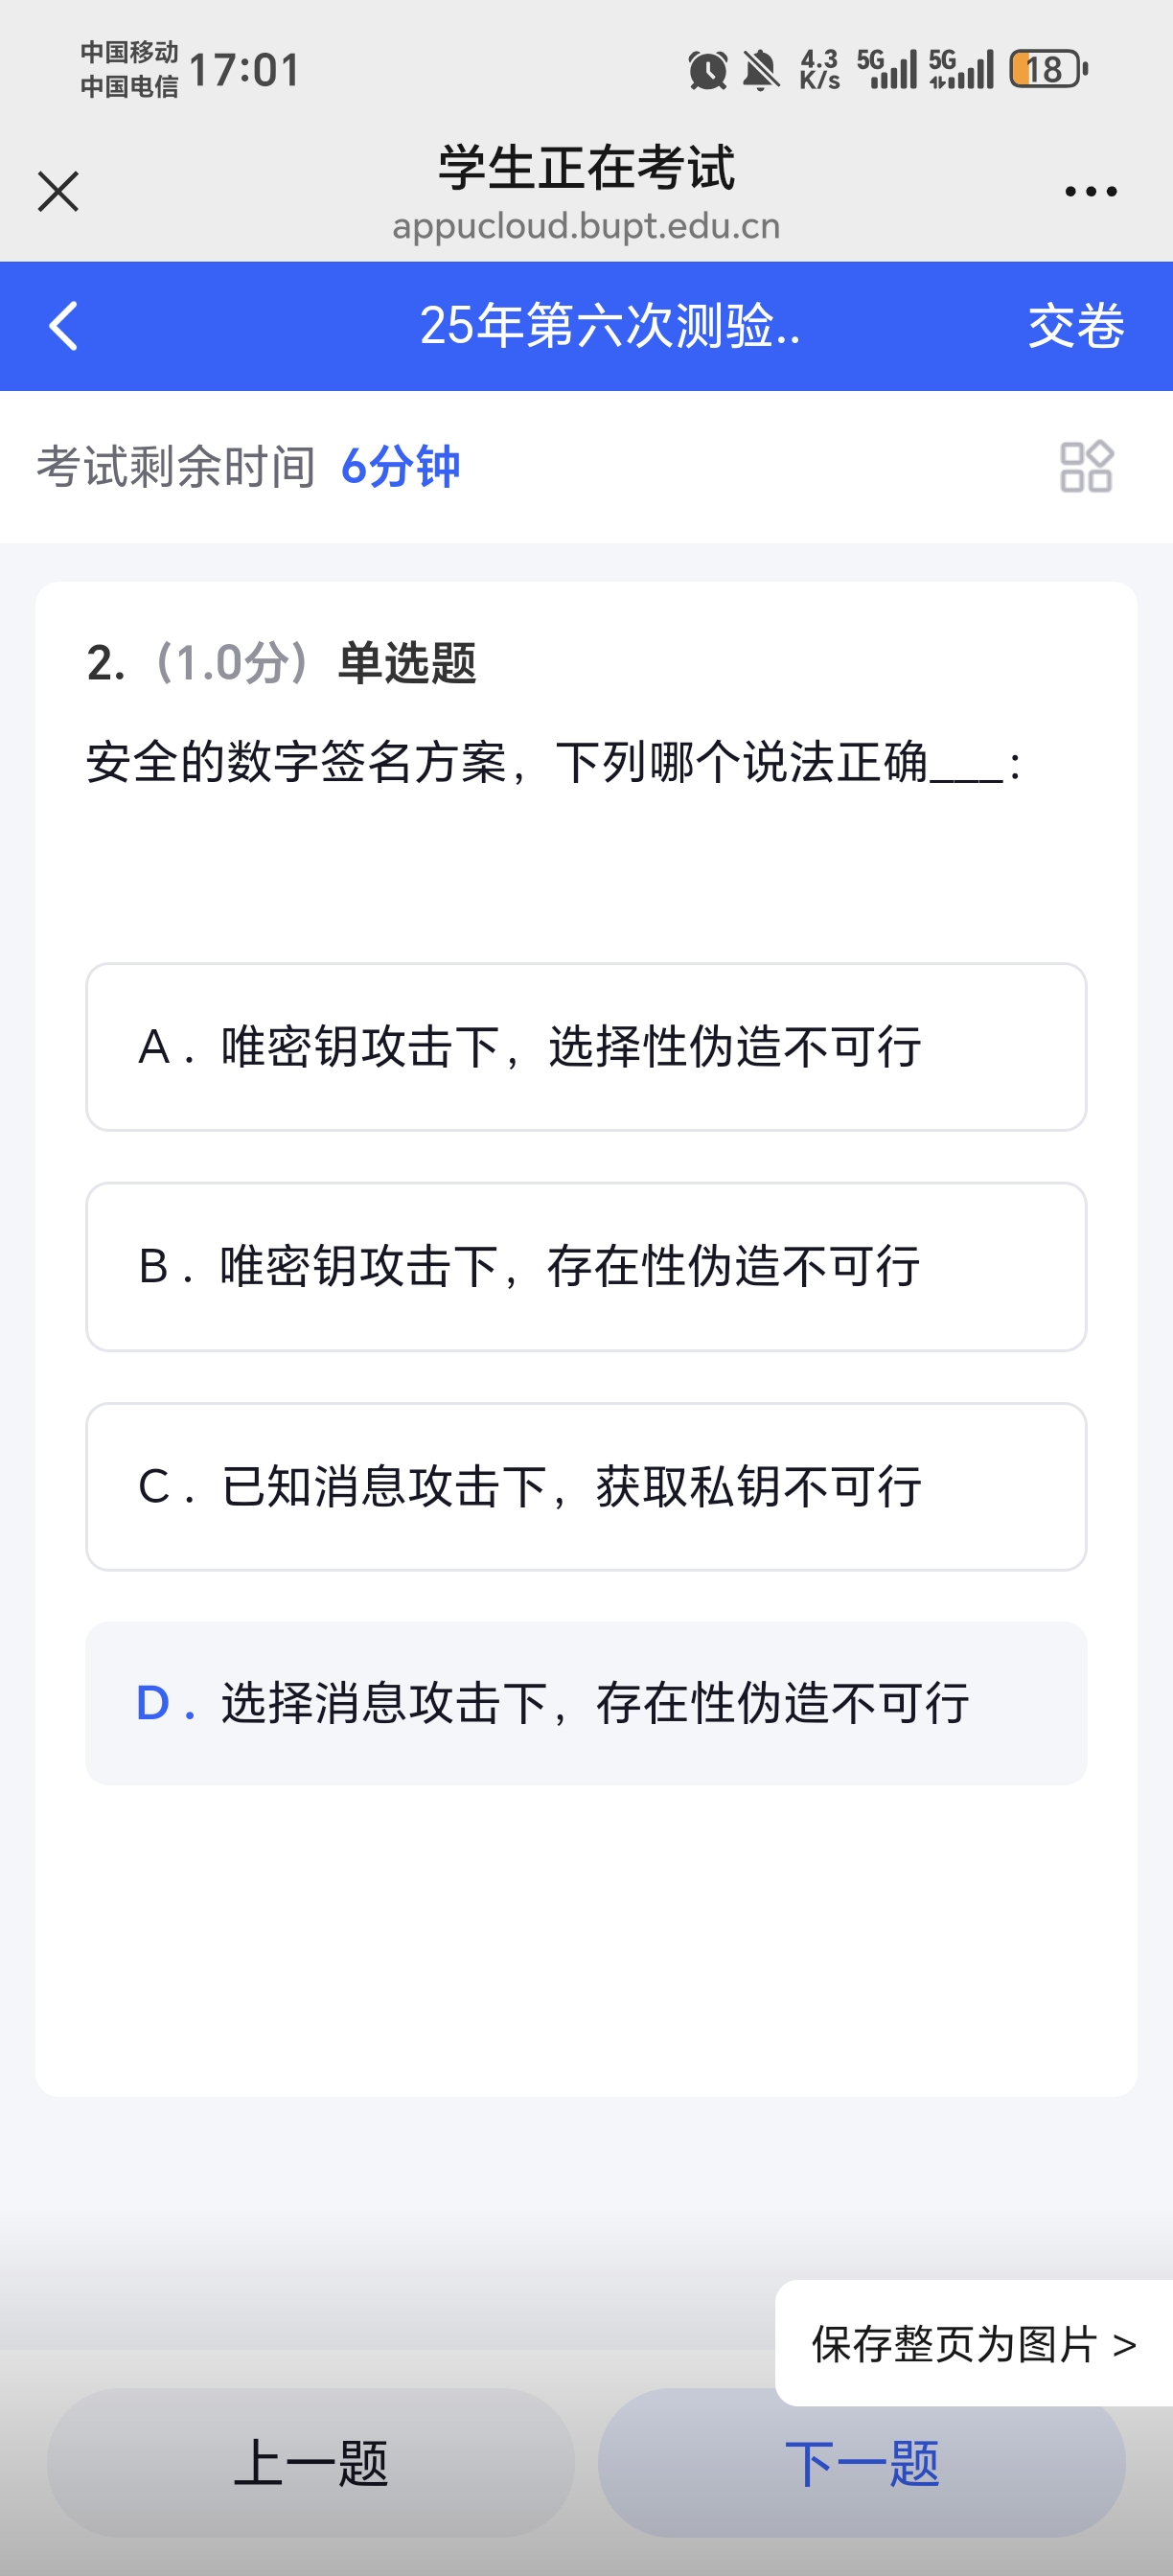 中国移动
中国电信
17:01
4.3
K/s
5G
5G
18
学生正在考试
appucloud.bupt.edu.cn
25年第六次测验..
交卷
考试剩余时间 6分钟
2.（1.0分）单选题
安全的数字签名方案，下列哪个说法正确___：
A . 唯密钥攻击下，选择性伪造不可行
B . 唯密钥攻击下，存在性伪造不可行
C . 已知消息攻击下，获取私钥不可行
D . 选择消息攻击下，存在性伪造不可行
保存整页为图片 >
上一题
下一题